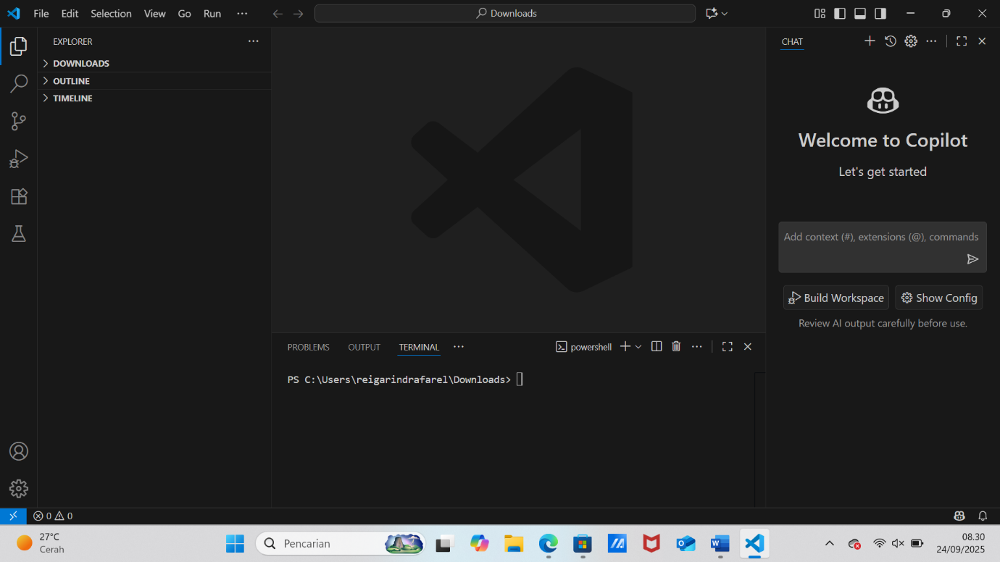 File Edit Selection View Go Run
Downloads
EXPLORER
DOWNLOADS
OUTLINE
TIMELINE
CHAT
Welcome to Copilot
Let's get started
Add context (#), extensions (@), commands
Build Workspace Show Config
Review AI output carefully before use.
PROBLEMS OUTPUT TERMINAL powershell
PS C:\Users\reigarindrafarel\Downloads>
0 0
27°C
Cerah
Pencarian
08.30
24/09/2025